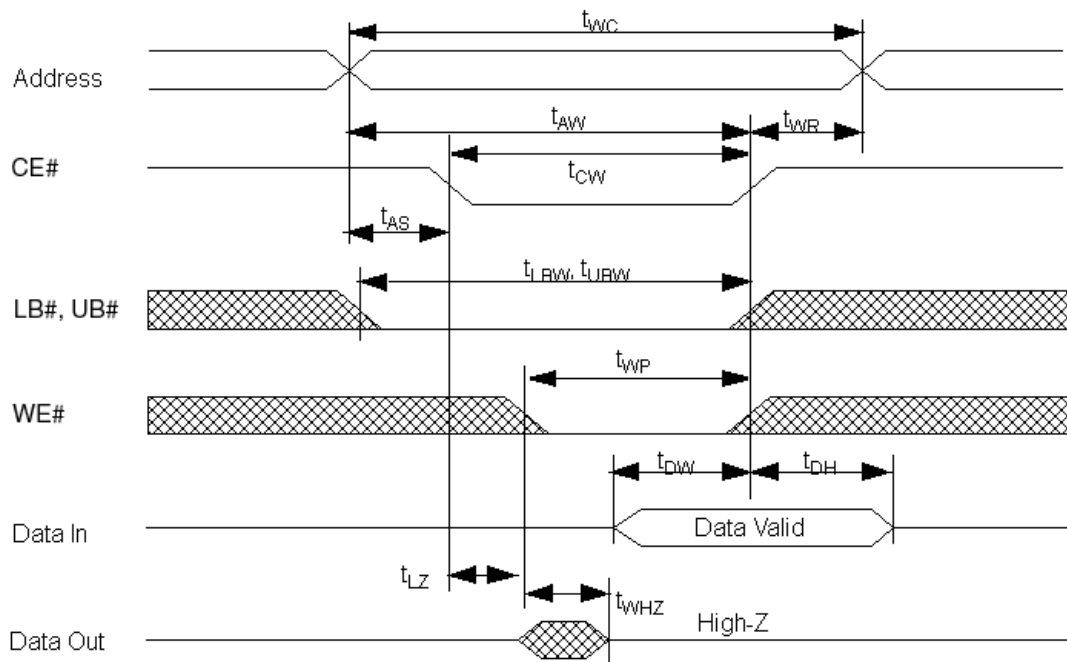 tWC
Address
tAW
tWR
CE#
tCW
tAS
tLBW, tUBW
LB#, UB#
tWP
WE#
tDW
tDH
Data In
Data Valid
tLZ
tWHZ
Data Out
High-Z